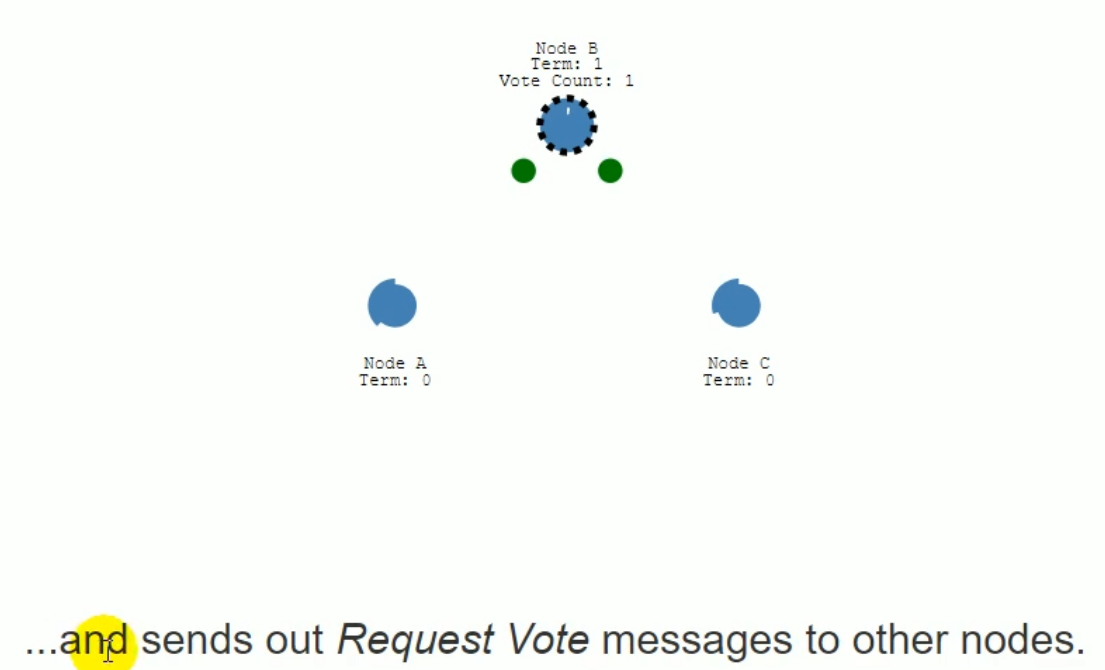 Node B
Term: 1
Vote Count: 1
Node A
Term: 0
Node C
Term: 0
...and sends out Request Vote messages to other nodes.